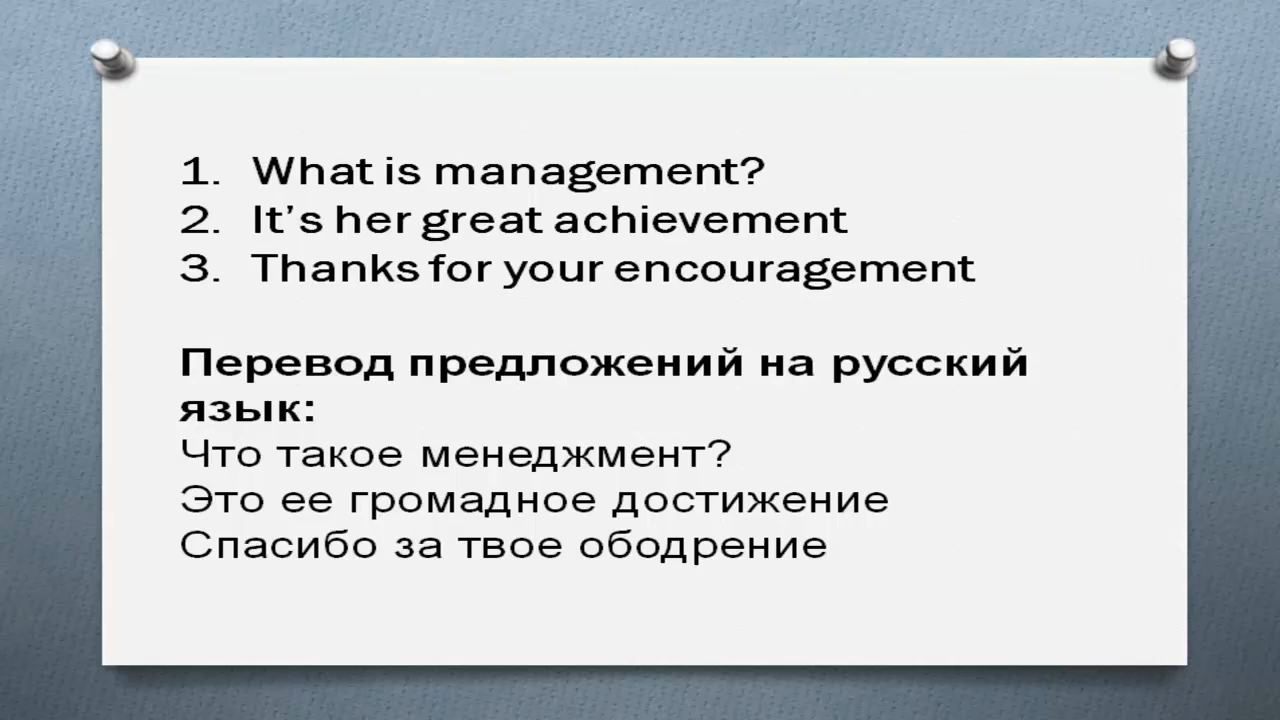 1. What is management?
2. It's her great achievement
3. Thanks for your encouragement
Перевод предложений на русский
язык:
Что такое менеджмент?
Это ее громадное достижение
Спасибо за твое ободрение